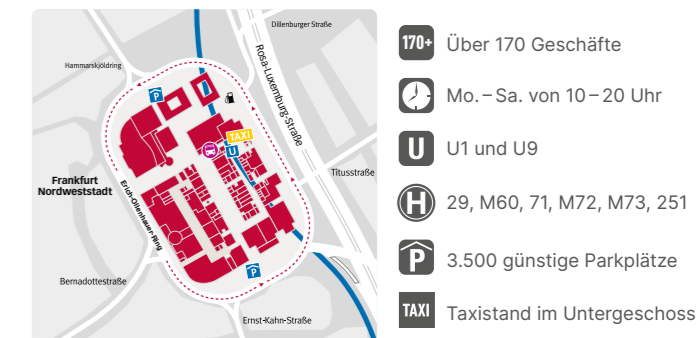 Dillenburger Straße
Hammarskjöldring
Rosa-Luxemburg-Straße
P
TAXI
U
Titusstraße
Frankfurt
Nordweststadt
Erich-Ollenhauer-Ring
P
Bernadottestraße
Ernst-Kahn-Straße
170+ Über 170 Geschäfte
Mo. – Sa. von 10 – 20 Uhr
U U1 und U9
H 29, M60, 71, M72, M73, 251
P 3.500 günstige Parkplätze
TAXI Taxistand im Untergeschoss